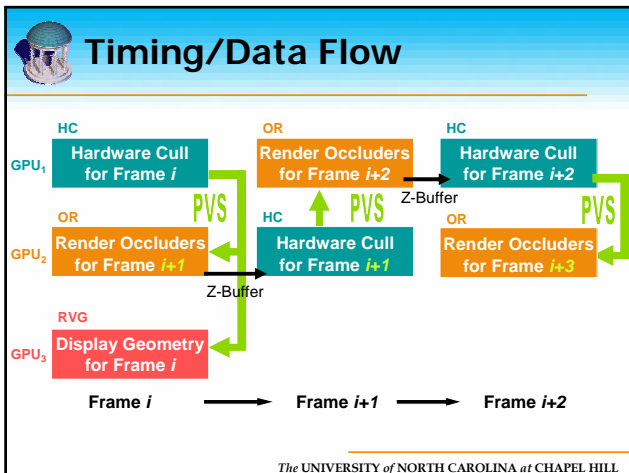 Timing/Data Flow
HC
OR
HC
GPU1
Hardware Cull
for Frame i
Render Occluders
for Frame i+2
Hardware Cull
for Frame i+2
Z-Buffer
PVS
PVS
PVS
OR
HC
OR
GPU2
Render Occluders
for Frame i+1
Hardware Cull
for Frame i+1
Render Occluders
for Frame i+3
Z-Buffer
RVG
GPU3
Display Geometry
for Frame i
Frame i
Frame i+1
Frame i+2
The UNIVERSITY of NORTH CAROLINA at CHAPEL HILL